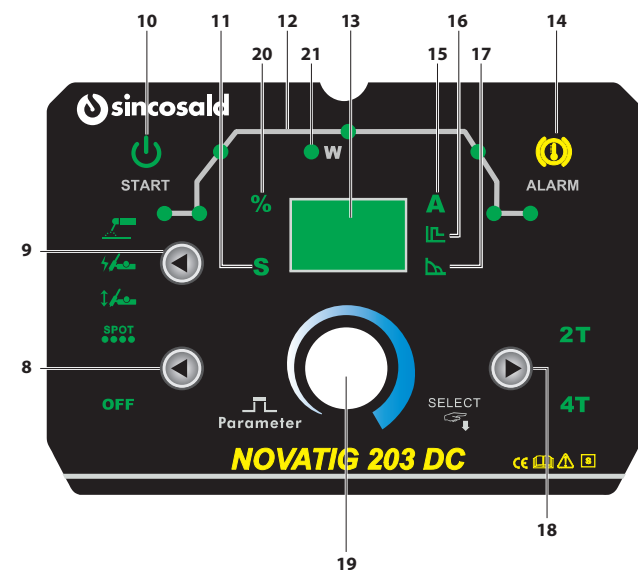 10 11 12 13 15 16 17 14
20 21
sincosald
W
START
ALARM
%
A
S
9
SPOT
2T
8
OFF
SELECT
4T
Parameter
NOVATIG 203 DC
CE S
18
19